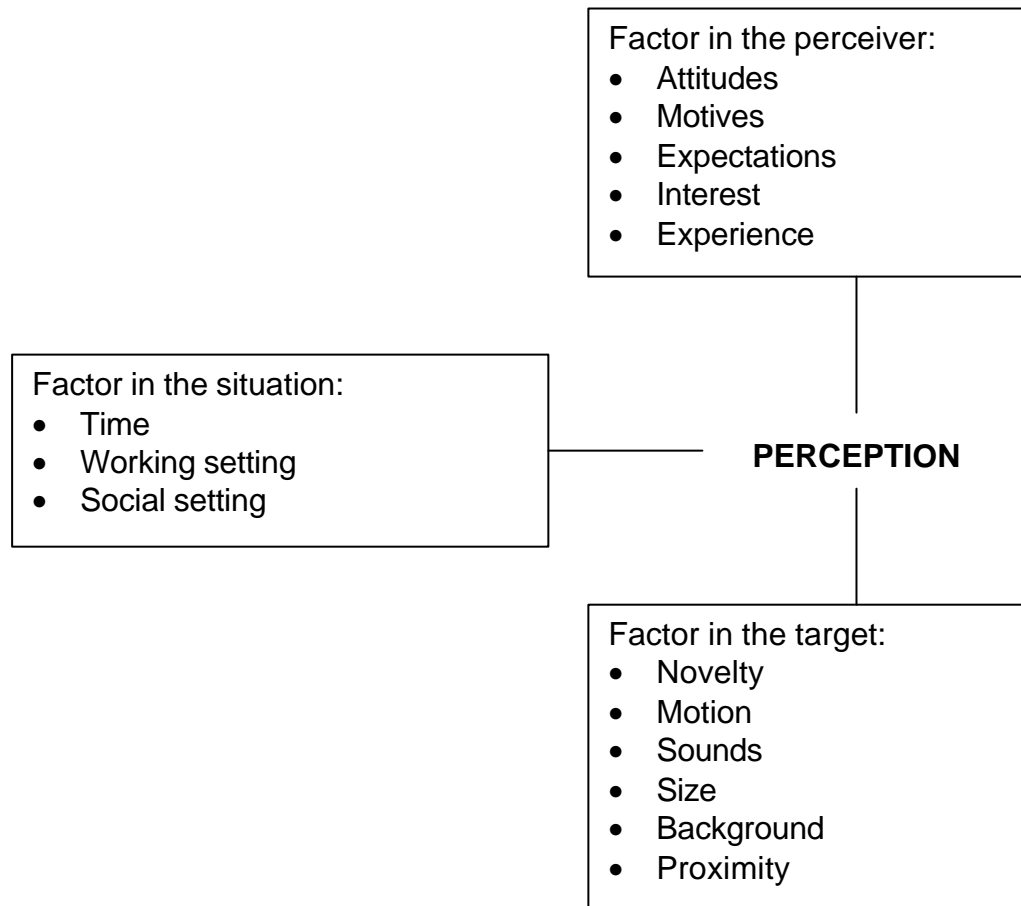 Factor in the perceiver:
• Attitudes
• Motives
• Expectations
• Interest
• Experience
Factor in the situation:
• Time
• Working setting
• Social setting
PERCEPTION
Factor in the target:
• Novelty
• Motion
• Sounds
• Size
• Background
• Proximity